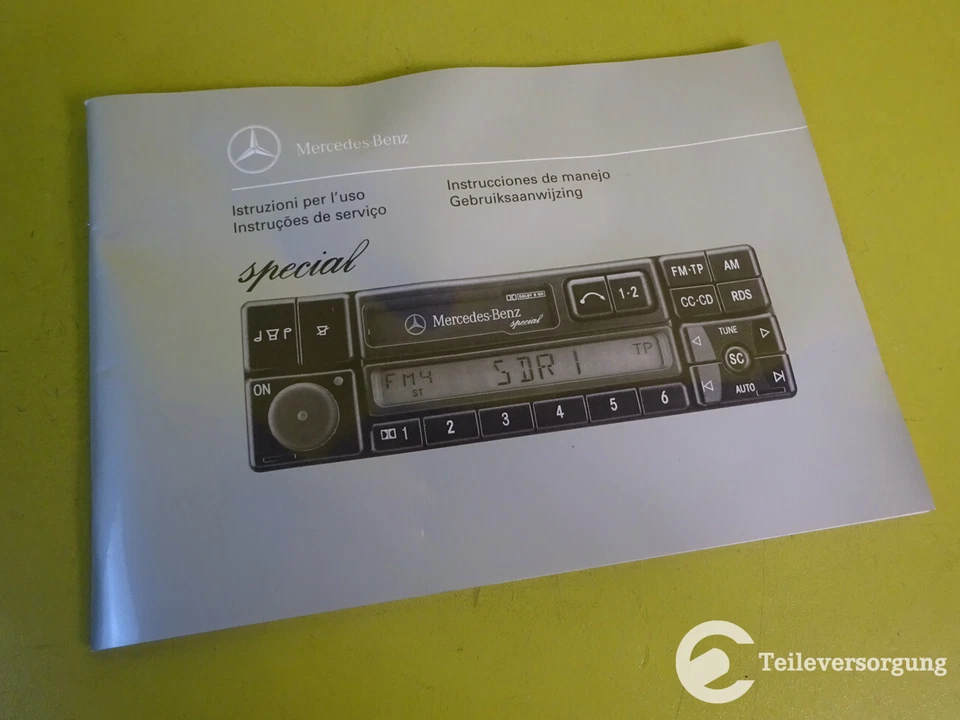 Mercedes-Benz
Istruzioni per l'uso
Instruções de serviço
Instrucciones de manejo
Gebruiksaanwijzing
special
Mercedes-Benz
special
1·2
FM·TP
AM
CC·CD
RDS
ON
FM4
ST
SDR1
TP
TUNE
SC
AUTO
1
2
3
4
5
6
Teileversorgung